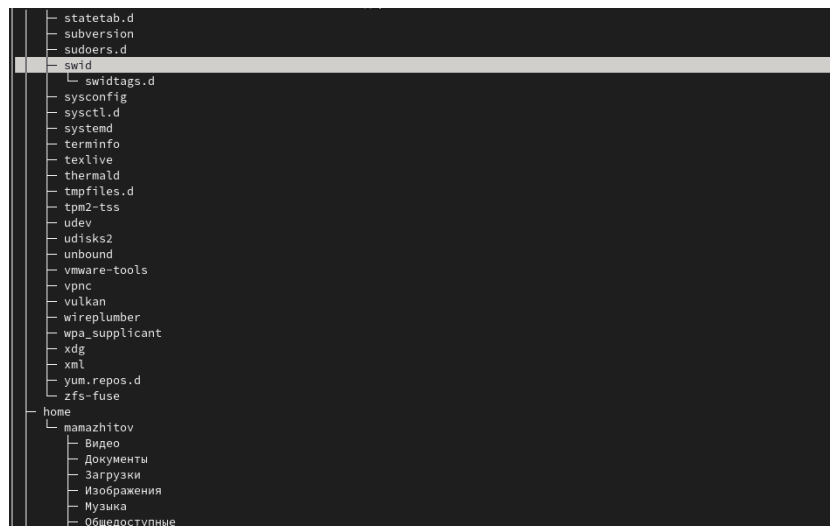 statetab.d
subversion
sudoers.d
swid
swidtags.d
sysconfig
sysctl.d
systemd
terminfo
texlive
thermald
tmpfiles.d
tpm2-tss
udev
udisks2
unbound
vmware-tools
vpnc
vulkan
wireplumber
wpa_supplicant
xdg
xml
yum.repos.d
zfs-fuse
home
mamazhitov
Видео
Документы
Загрузки
Изображения
Музыка
Общедоступные